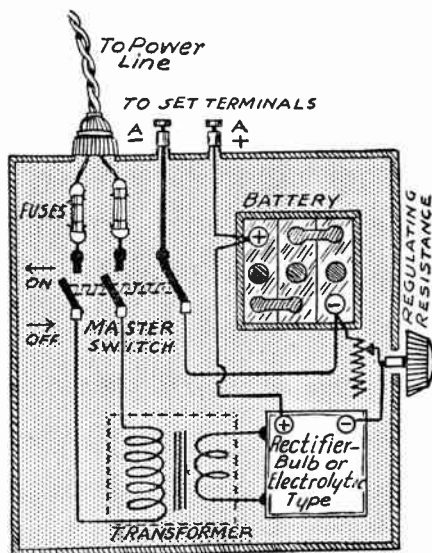 To Power
Line
TO SET TERMINALS
A
-
A
+
FUSES
BATTERY
+
-
REGULATING
RESISTANCE
ON
OFF
MASTER
SWITCH
+
-
Rectifier-
Bulb or
Electrolytic
Type
TRANSFORMER